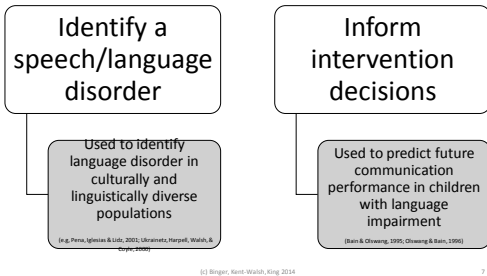 Identify a
speech/language
disorder
Used to identify
language disorder in
culturally and
linguistically diverse
populations
(e.g, Pena, Iglesias & Lidz, 2001; Ukrainetz, Harpell, Walsh, &
Coyle, 2000)
Inform
intervention
decisions
Used to predict future
communication
performance in children
with language
impairment
(Bain & Olswang, 1995; Olswang & Bain, 1996)
(c) Binger, Kent-Walsh, King 2014
7